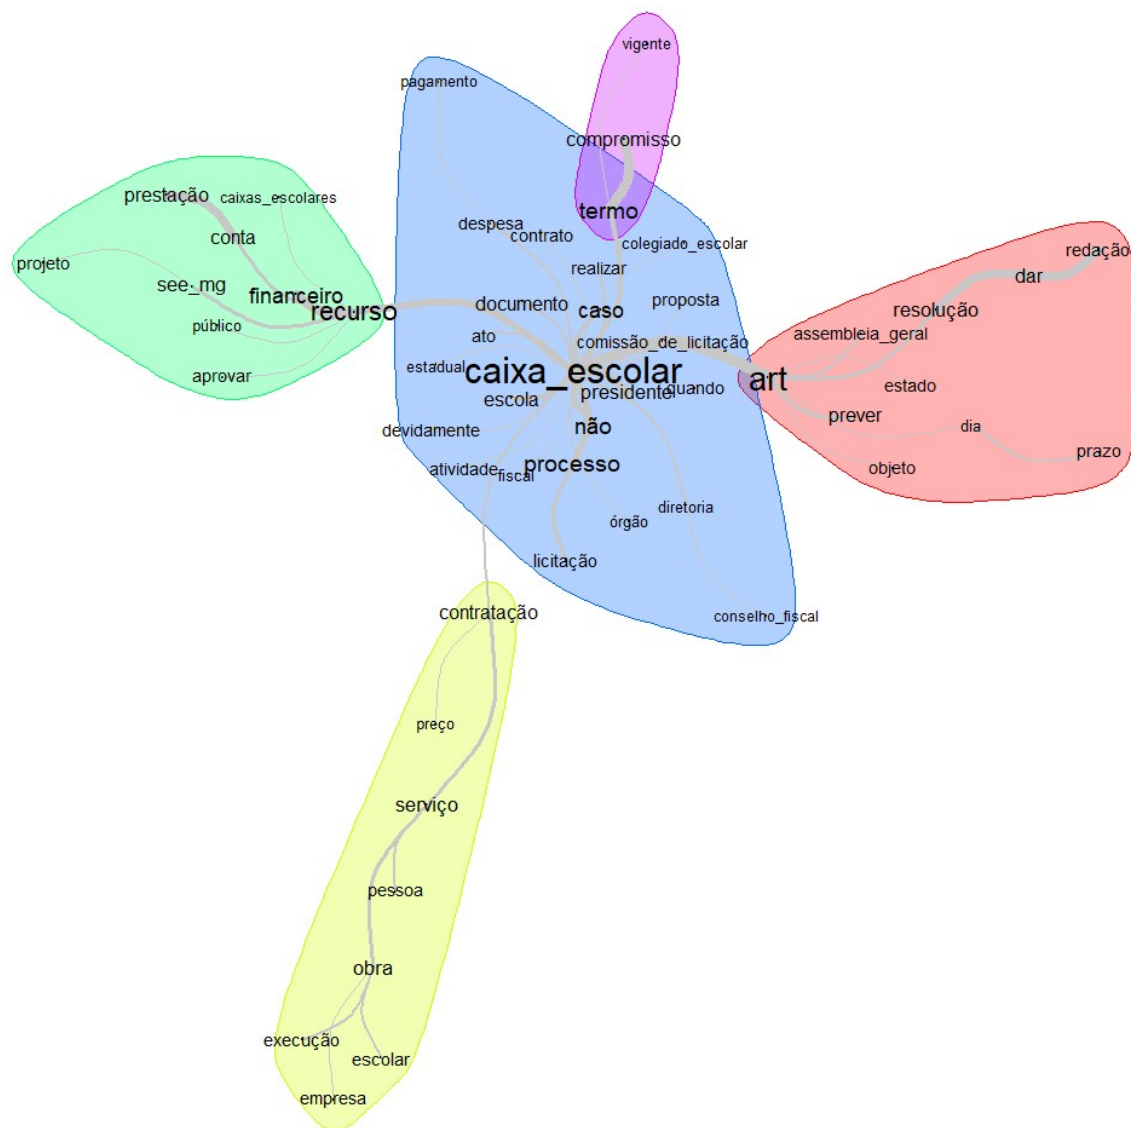 vigente
pagamento
compromisso
prestação
caixas_escolares
termo
despesa
contrato
conta
colegiado_escolar
redação
projeto
realizar
dar
see_mg
financeiro
documento
proposta
recurso
caso
resolução
público
ato
comissão_de_licitação
assembleia_geral
estadual
caixa_escolar
art
aprovar
escola
presidente
quando
estado
devidamente
não
prever
dia
atividade
fiscal
processo
objeto
prazo
diretoria
órgão
licitação
contratação
conselho_fiscal
preço
serviço
pessoa
obra
execução
escolar
empresa